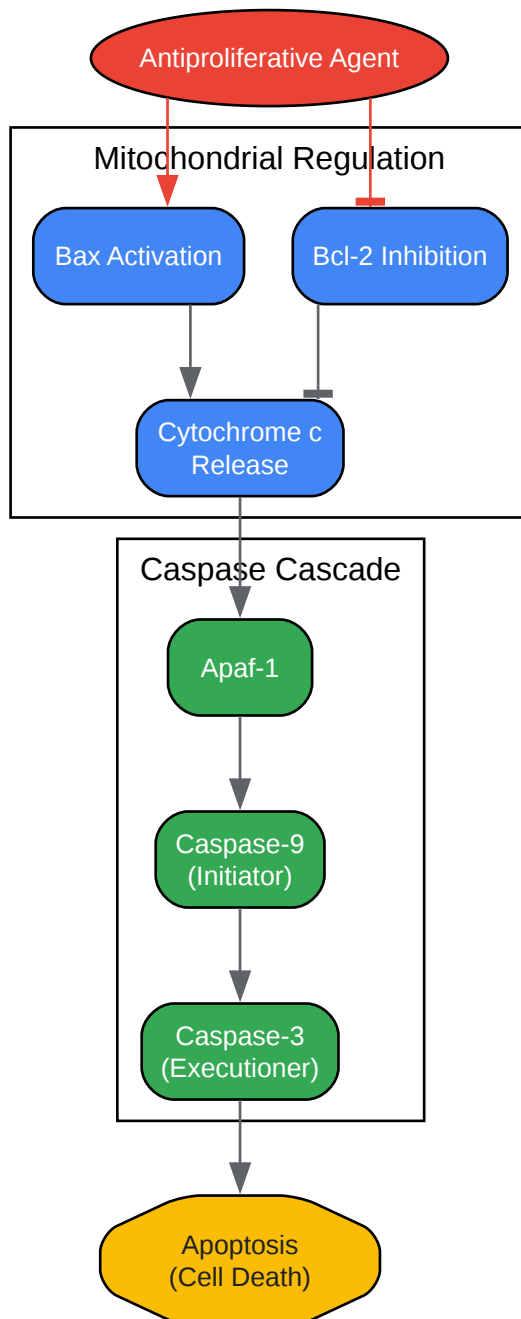 Antiproliferative Agent
Mitochondrial Regulation
Bax Activation
Bcl-2 Inhibition
Cytochrome c
Release
Caspase Cascade
Apaf-1
Caspase-9
(Initiator)
Caspase-3
(Executioner)
Apoptosis
(Cell Death)